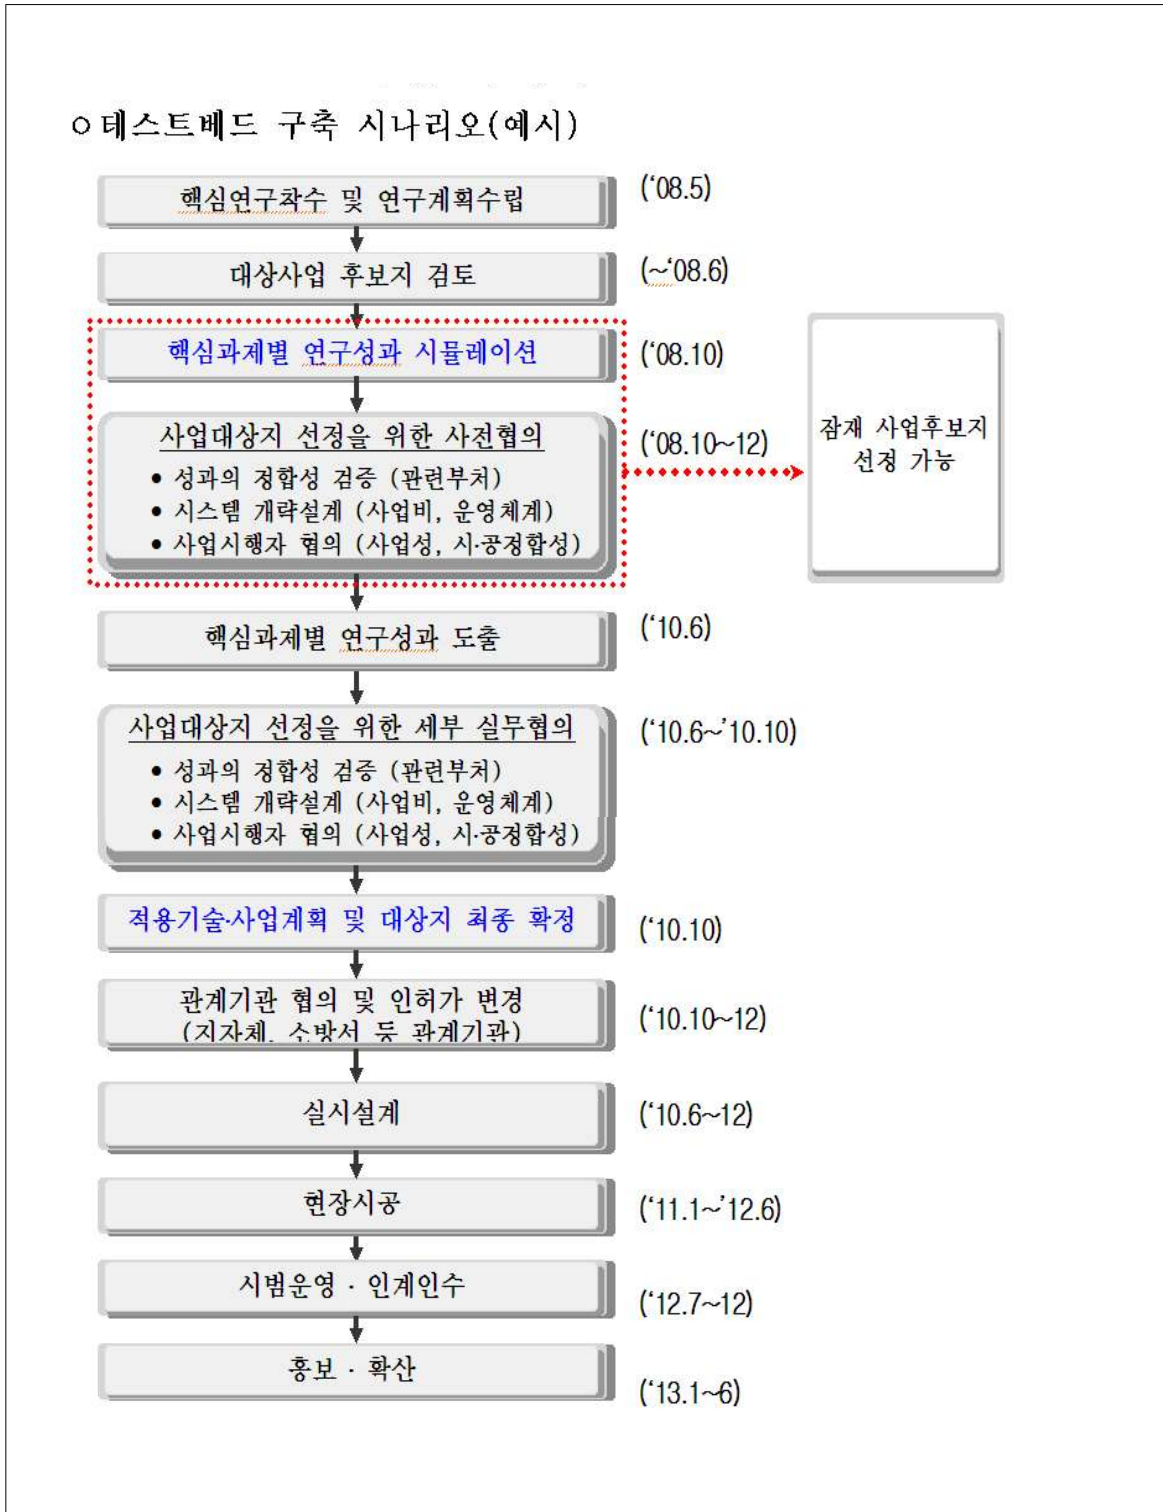 ○ 테스트베드 구축 시나리오(예시)
핵심연구착수 및 연구계획수립
(‘08.5)
대상사업 후보지 검토
(~‘08.6)
핵심과제별 연구성과 시뮬레이션
(‘08.10)
사업대상지 선정을 위한 사전협의
(‘08.10~12)
• 성과의 정합성 검증 (관련부처)
• 시스템 개략설계 (사업비, 운영체계)
• 사업시행자 협의 (사업성, 시·공정합성)
잠재 사업후보지
선정 가능
핵심과제별 연구성과 도출
(‘10.6)
사업대상지 선정을 위한 세부 실무협의
(‘10.6~’10.10)
• 성과의 정합성 검증 (관련부처)
• 시스템 개략설계 (사업비, 운영체계)
• 사업시행자 협의 (사업성, 시·공정합성)
적용기술·사업계획 및 대상지 최종 확정
(‘10.10)
관계기관 협의 및 인허가 변경
(지자체, 소방서 등 관계기관)
(‘10.10~12)
실시설계
(‘10.6~12)
현장시공
(‘11.1~’12.6)
시범운영 · 인계인수
(‘12.7~12)
홍보 · 확산
(‘13.1~6)